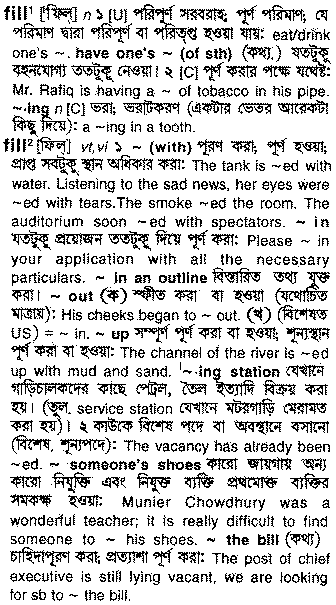 fill¹ [ফিল্] n ১ [U] পরিপূর্ণ সরবরাহ; পূর্ণ পরিমাণ; যে
পরিমাণ দ্বারা পরিপূর্ণ বা পরিতৃপ্ত হওয়া যায়: eat/drink
one's ~. have one's ~ (of sth) (কথ্য.) যতটুকু
বহনযোগ্য ততটুকু নেওয়া। ২ [C] পূর্ণ করার পক্ষে যথেষ্ট:
Mr. Rafiq is having a ~ of tobacco in his pipe.
~.ing n [C] ভরা; ভরাটকরণ (একটার ভেতর আরেকটা
কিছু দিয়ে): a ~ing in a tooth.
fill² [ফিল্] vt,vi ১ ~ (with) পূরণ করা; পূর্ণ হওয়া;
প্রাপ্ত সবটুকু স্থান অধিকার করা: The tank is ~ed with
water. Listening to the sad news, her eyes were
~ed with tears.The smoke ~ed the room. The
auditorium soon ~ed with spectators. ~ in
যতটুকু প্রয়োজন ততটুকু দিয়ে পূর্ণ করা: Please ~ in
your application with all the necessary
particulars. ~ in an outline বিস্তারিত তথ্য যুক্ত
করা। ~ out (ক) স্ফীত করা বা হওয়া (যথোচিত
মাত্রায়): His cheeks began to ~ out. (খ) (বিশেষত
US) = ~ in. ~ up সম্পূর্ণ পূর্ণ করা বা হওয়া; শূন্যস্থান
পূর্ণ করা বা হওয়া: The channel of the river is ~ed
up with mud and sand. '~.ing station যেখানে
গাড়িচালকদের কাছে পেট্রল, তৈল ইত্যাদি বিক্রয় করা
হয়। (তুল. service station যেখানে মটরগাড়ি মেরামত
করা হয়)। ২ কাউকে বিশেষ পদে বা অবস্থানে বসানো
(বিশেষ, শূন্যপদে): The vacancy has already been
~ed. ~ someone's shoes কারো জায়গায় অন্য
কারো নিযুক্তি এবং নিযুক্ত ব্যক্তি প্রথমোক্ত ব্যক্তির
সমকক্ষ হওয়া: Munier Chowdhury was a
wonderful teacher; it is really difficult to find
someone to ~ his shoes. ~ the bill (কথ্য)
চাহিদাপূরণ করা; প্রত্যাশা পূর্ণ করা: The post of chief
executive is still lying vacant, we are looking
for sb to ~ the bill.